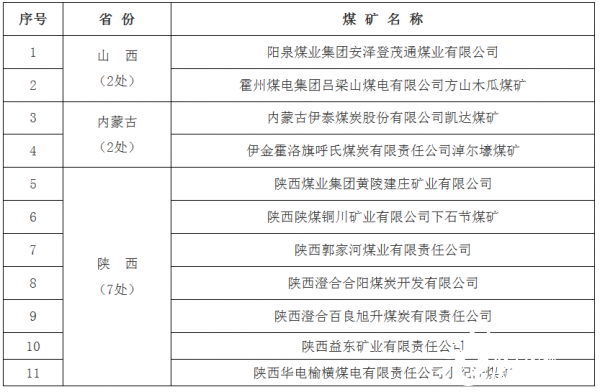 序号 省份 煤矿名称
1 山西 阳泉煤业集团安泽登茂通煤业有限公司
2 (2处) 霍州煤电集团吕梁山煤电有限公司方山木瓜煤矿
3 内蒙古 内蒙古伊泰煤炭股份有限公司凯达煤矿
4 (2处) 伊金霍洛旗呼氏煤炭有限责任公司淖尔壕煤矿
5 陕西煤业集团黄陵建庄矿业有限公司
6 陕西陕煤铜川矿业有限公司下石节煤矿
7 陕西 陕西郭家河煤业有限责任公司
8 (7处) 陕西澄合合阳煤炭开发有限公司
9 陕西澄合百良旭升煤炭有限责任公司
10 陕西益东矿业有限责任公司
11 陕西华电榆横煤电有限责任公司小纪汗煤矿